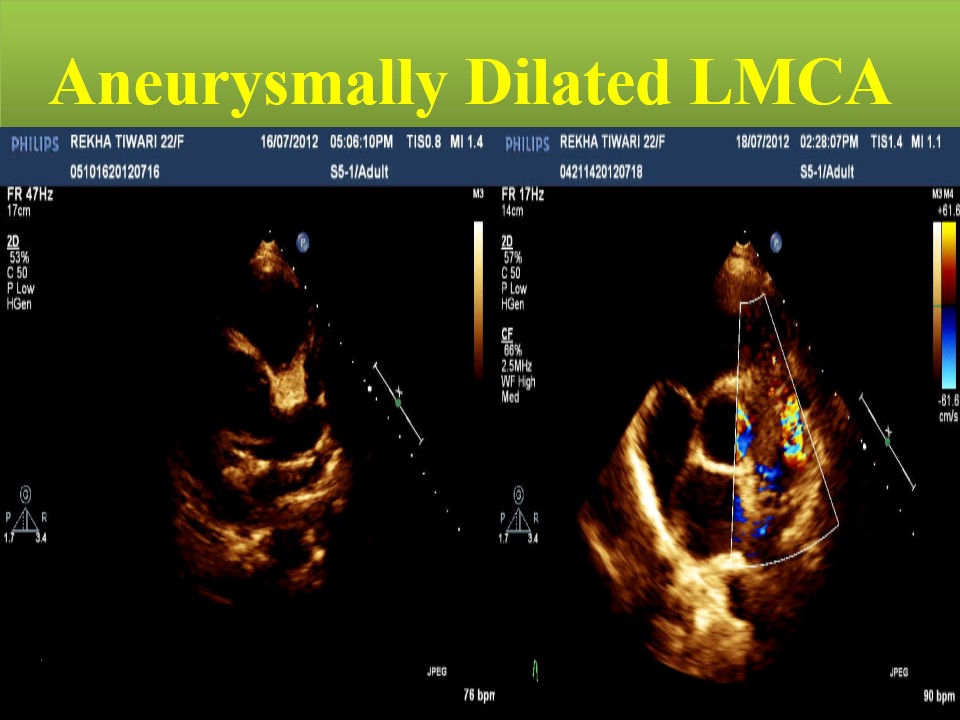 Aneurysmally Dilated LMCA
PHILIPS REKHA TIWARI 22/F 16/07/2012 05:06:10PM TIS0.8 MI 1.4
05101620120716 S5-1/Adult
FR 47Hz
17cm
M3
2D
53%
C 50
P Low
HGen
P
G
P R
1.7 3.4
JPEG
76 bpm
PHILIPS REKHA TIWARI 22/F 18/07/2012 02:28:07PM TIS1.4 MI 1.1
04211420120718 S5-1/Adult
FR 17Hz
14cm
M3 M4
+61.6
2D
57%
C 50
P Low
HGen
CF
66%
2.5MHz
WF High
Med
-61.6
cm/s
P
G
P R
1.7 3.4
JPEG
90 bpm